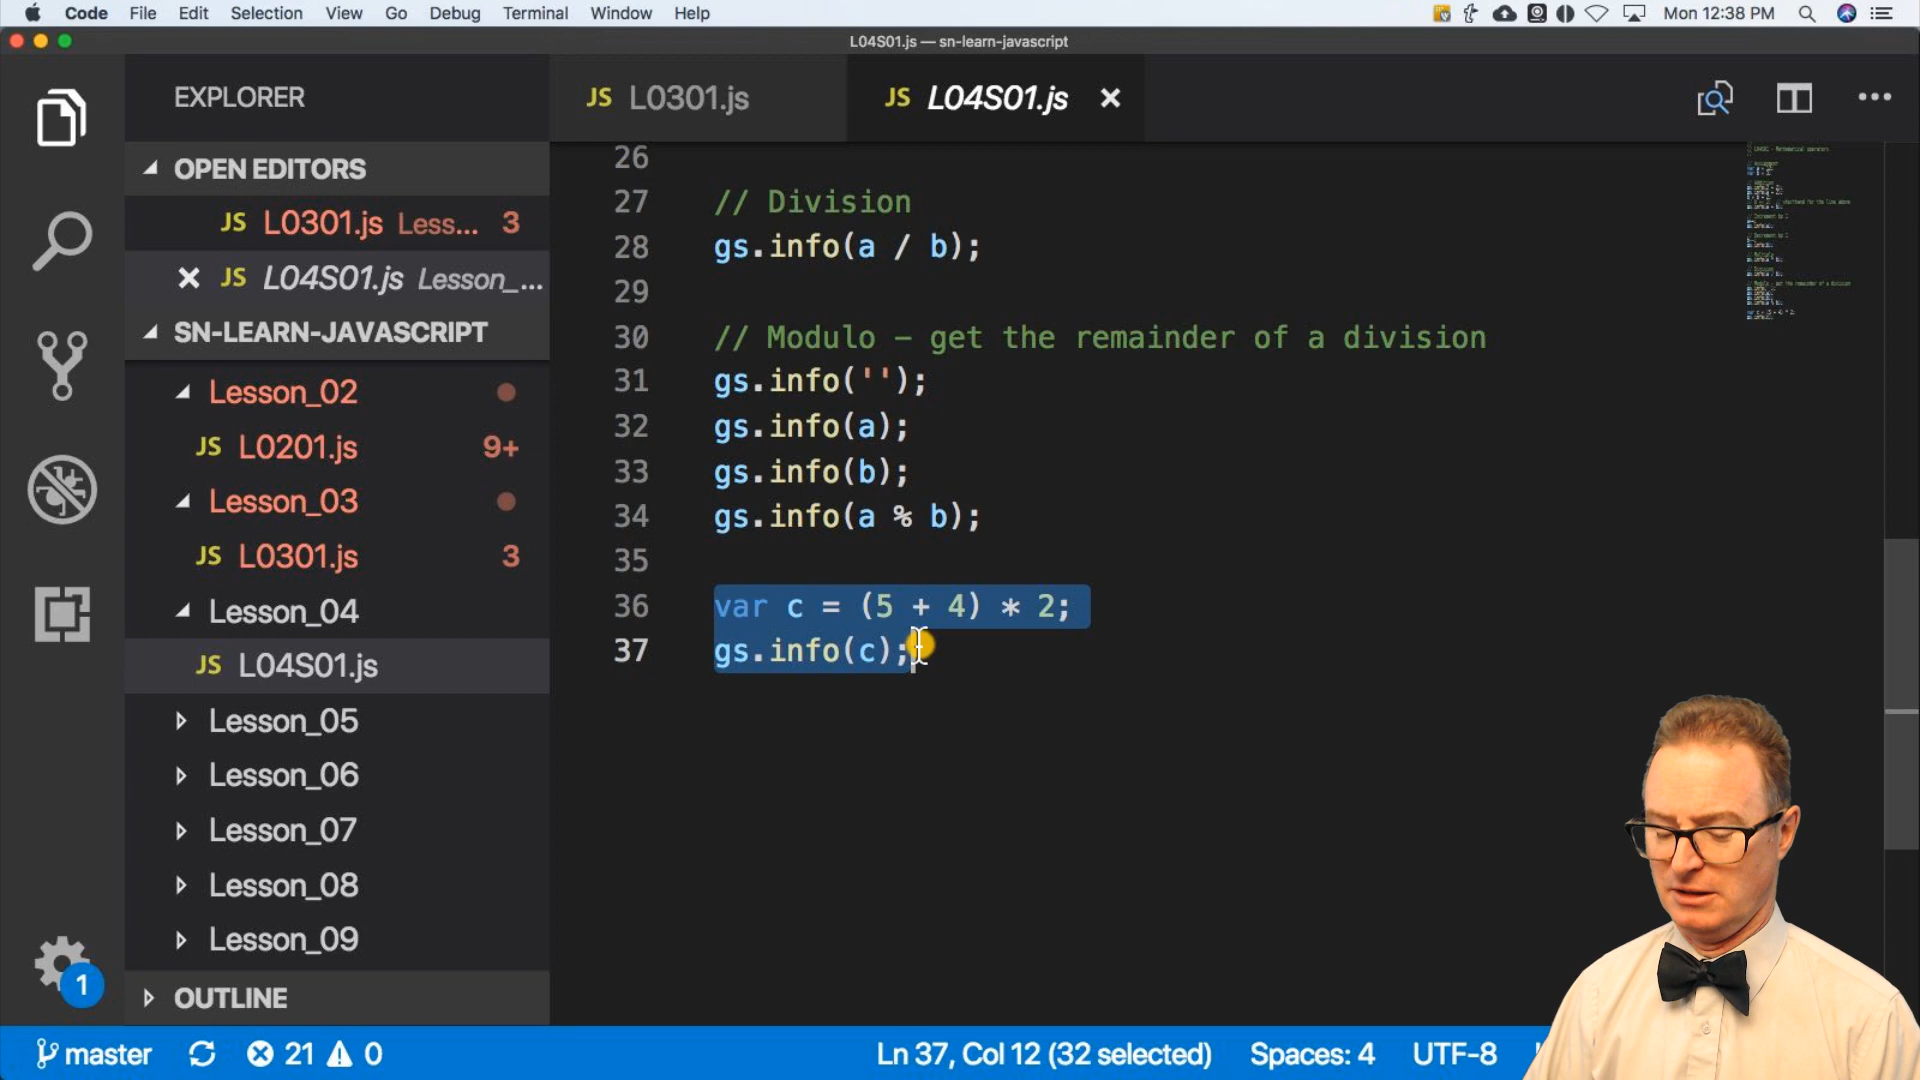 Code File Edit Selection View Go Debug Terminal Window Help
Mon 12:38 PM
L04S01.js — sn-learn-javascript
EXPLORER
JS L0301.js
JS L04S01.js
OPEN EDITORS
JS L0301.js Less... 3
JS L04S01.js Lesson_...
SN-LEARN-JAVASCRIPT
Lesson_02
JS L0201.js 9+
Lesson_03
JS L0301.js 3
Lesson_04
JS L04S01.js
Lesson_05
Lesson_06
Lesson_07
Lesson_08
Lesson_09
OUTLINE
1
26
27 // Division
28 gs.info(a / b);
29
30 // Modulo – get the remainder of a division
31 gs.info('');
32 gs.info(a);
33 gs.info(b);
34 gs.info(a % b);
35
36 var c = (5 + 4) * 2;
37 gs.info(c);
master 21 0
Ln 37, Col 12 (32 selected) Spaces: 4 UTF-8